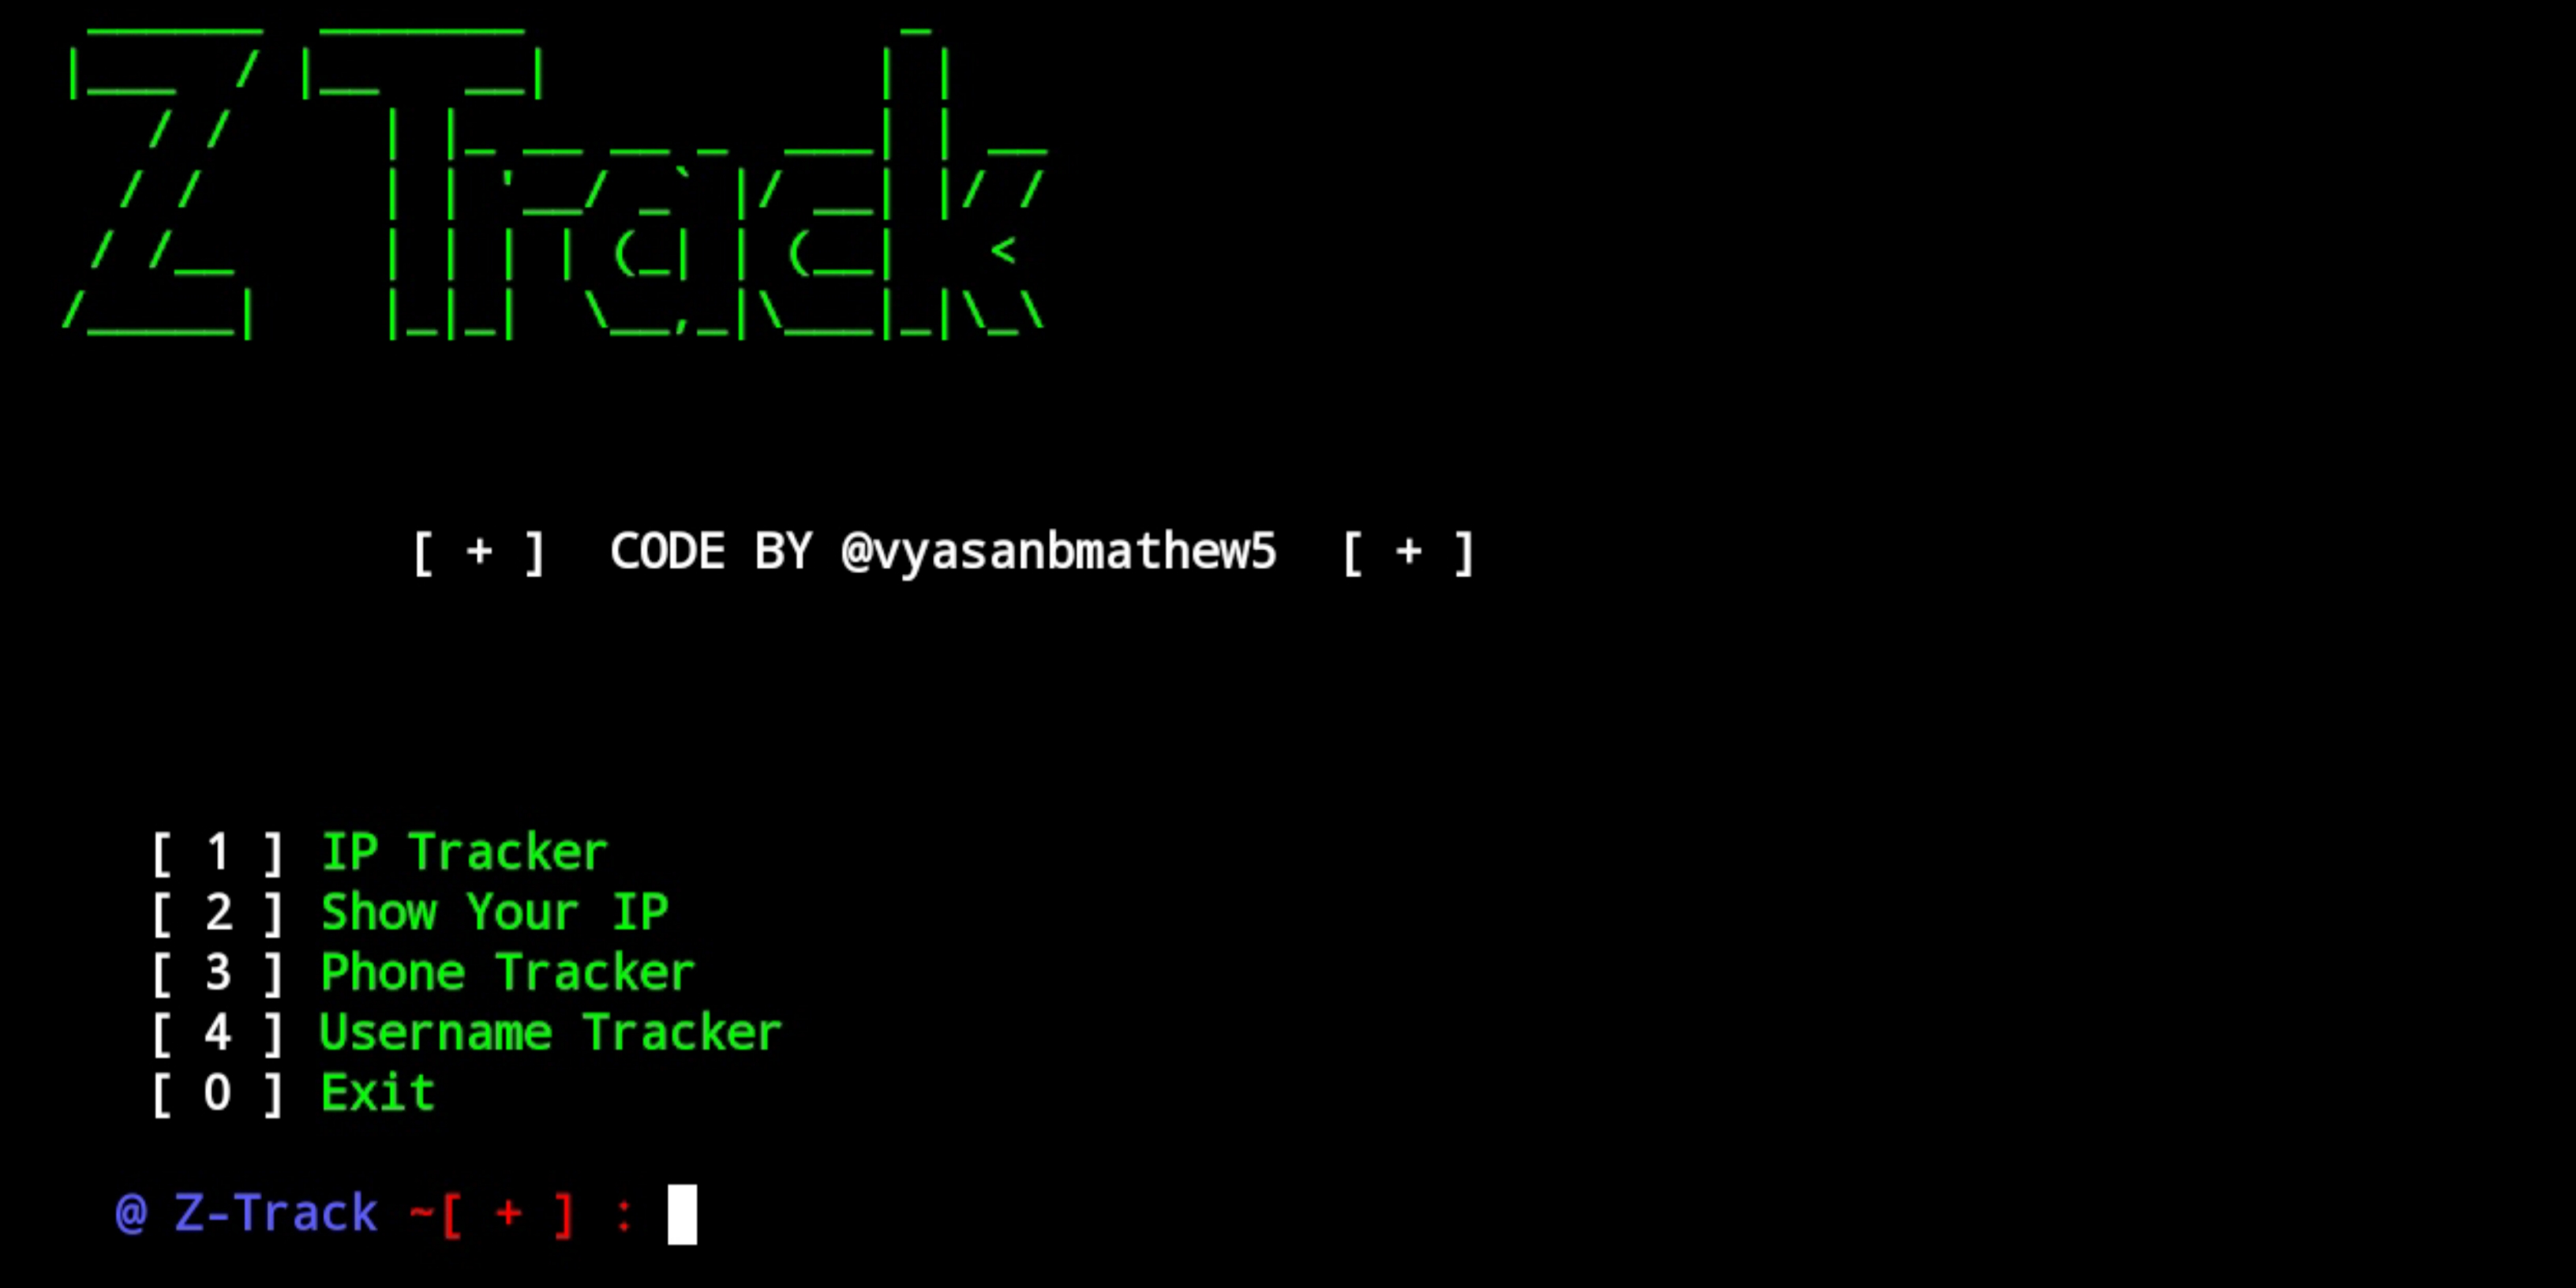 Z Track
[ + ]  CODE BY @vyasanbmathew5  [ + ]
[ 1 ] IP Tracker
[ 2 ] Show Your IP
[ 3 ] Phone Tracker
[ 4 ] Username Tracker
[ 0 ] Exit
@ Z-Track ~[ + ] :